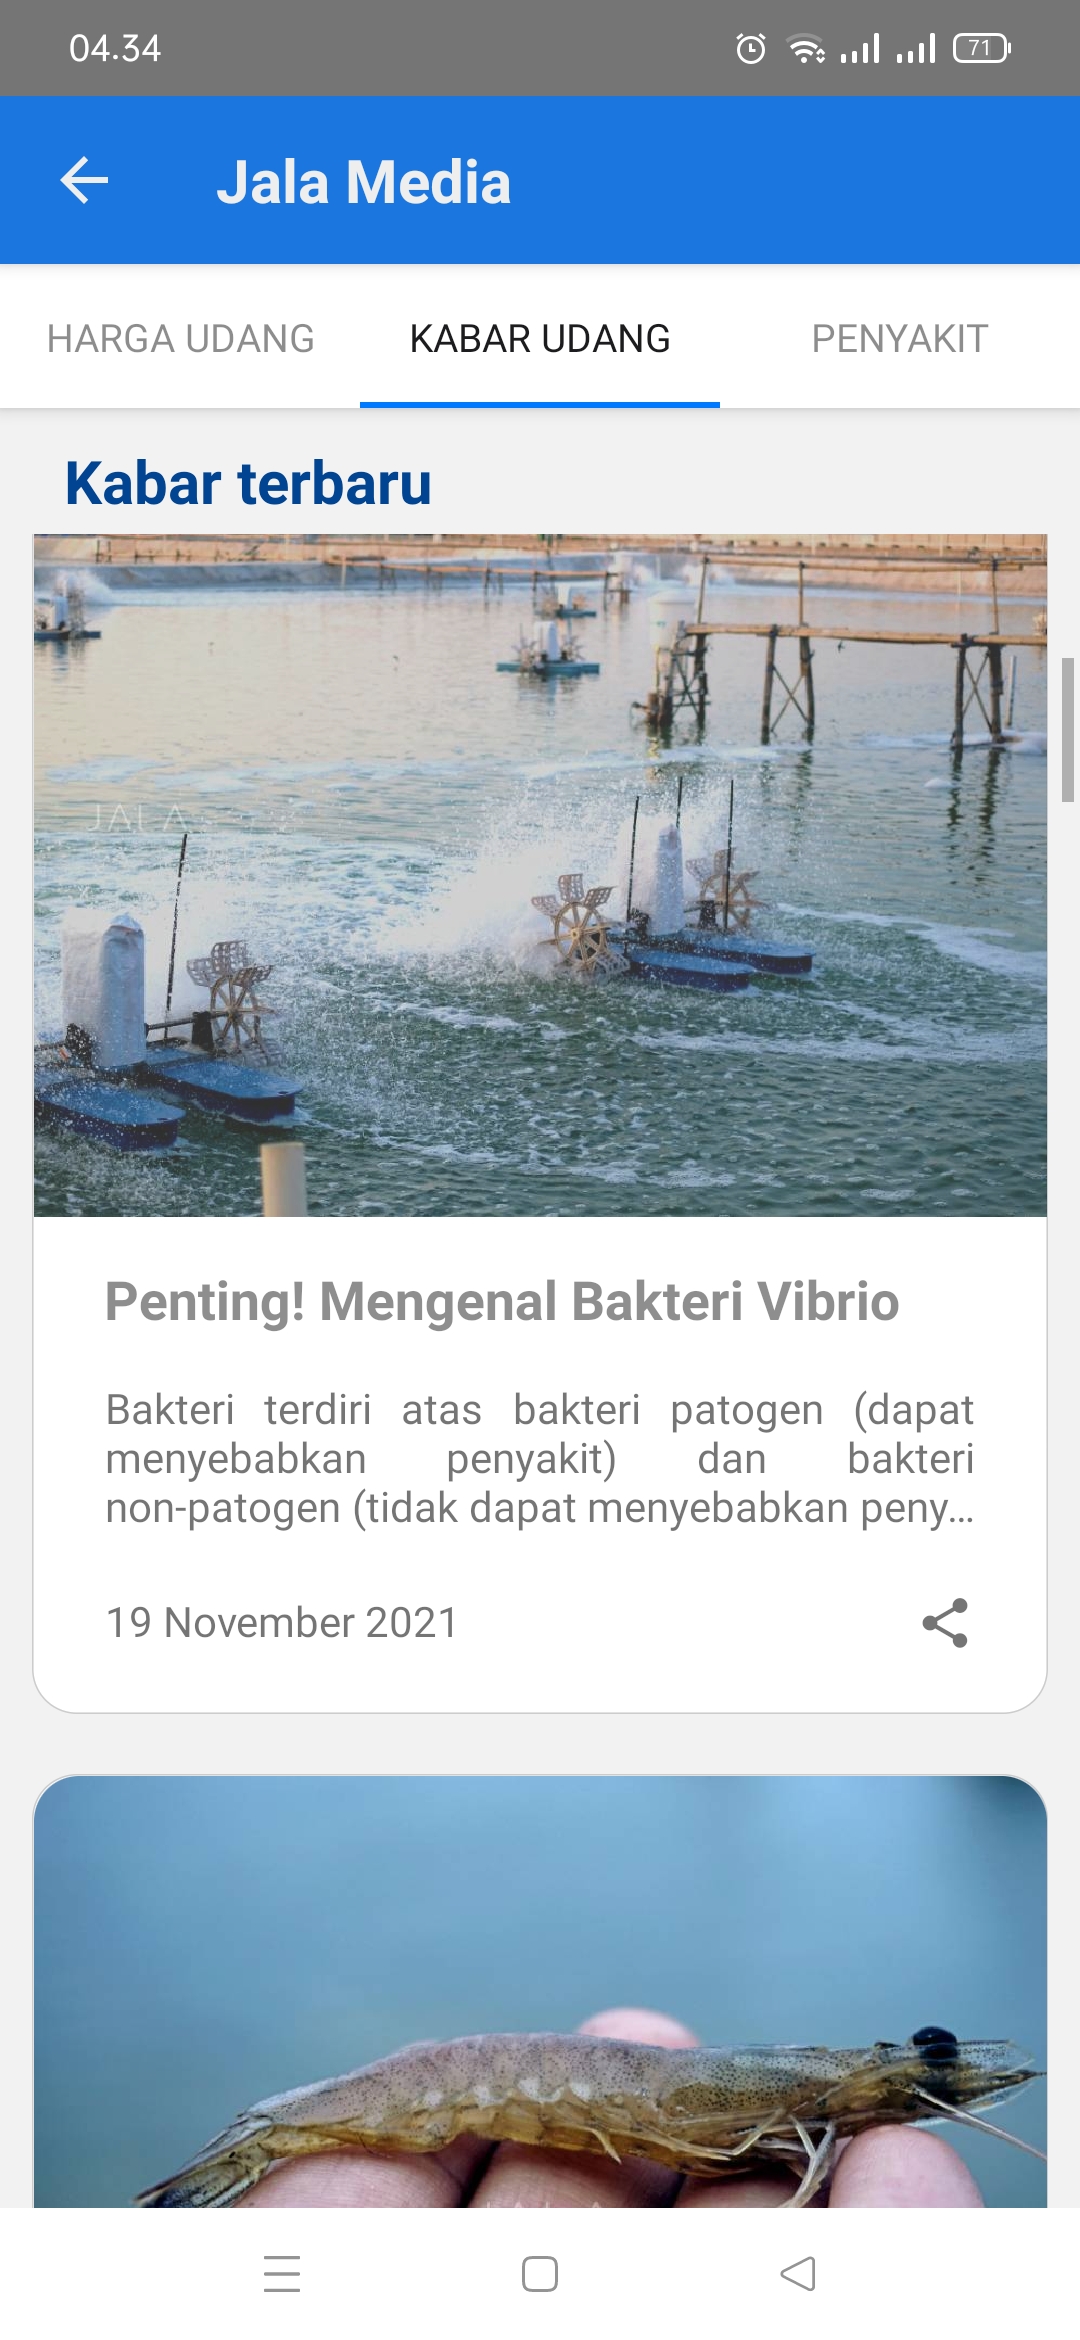 04.34
71
Jala Media
HARGA UDANG
KABAR UDANG
PENYAKIT
Kabar terbaru
JALA
Penting! Mengenal Bakteri Vibrio
Bakteri terdiri atas bakteri patogen (dapat
menyebabkan penyakit) dan bakteri
non-patogen (tidak dapat menyebabkan peny...
19 November 2021